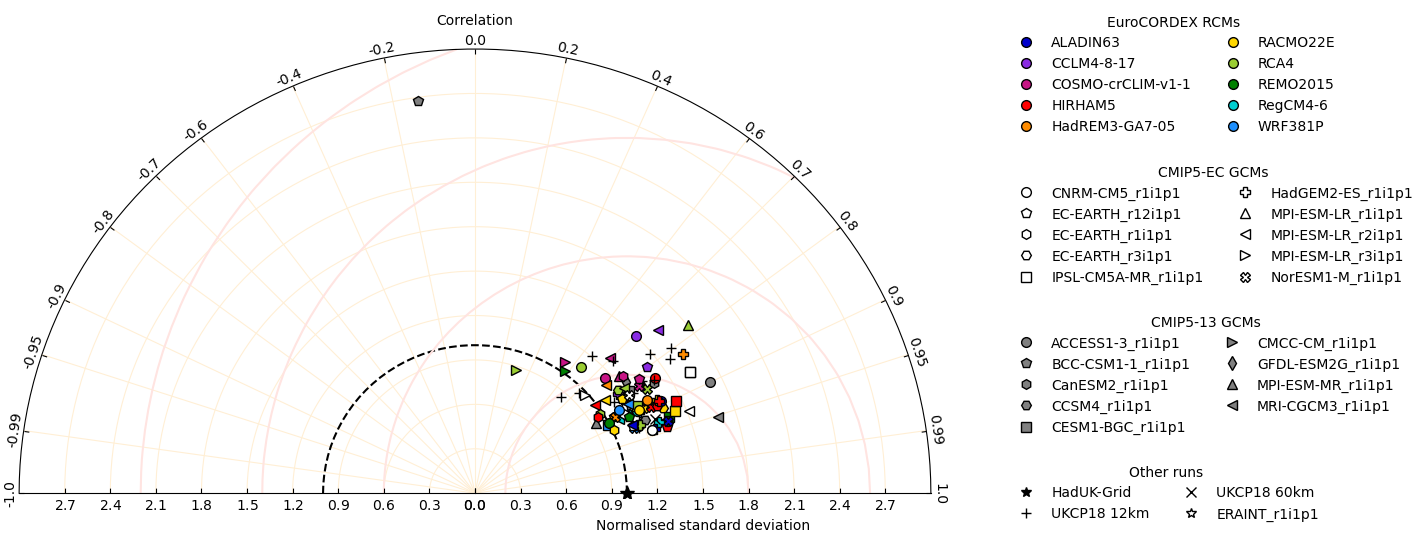 Correlation
-1.0
-0.99
-0.95
-0.9
-0.8
-0.7
-0.6
-0.4
-0.2
0.0
0.2
0.4
0.6
0.7
0.8
0.9
0.95
0.99
1.0
2.7 2.4 2.1 1.8 1.5 1.2 0.9 0.6 0.3 0.0 0.3 0.6 0.9 1.2 1.5 1.8 2.1 2.4 2.7
Normalised standard deviation
EuroCORDEX RCMs
ALADIN63 RACMO22E
CCLM4-8-17 RCA4
COSMO-crCLIM-v1-1 REMO2015
HIRHAM5 RegCM4-6
HadREM3-GA7-05 WRF381P
CMIP5-EC GCMs
CNRM-CM5_r1i1p1 HadGEM2-ES_r1i1p1
EC-EARTH_r12i1p1 MPI-ESM-LR_r1i1p1
EC-EARTH_r1i1p1 MPI-ESM-LR_r2i1p1
EC-EARTH_r3i1p1 MPI-ESM-LR_r3i1p1
IPSL-CM5A-MR_r1i1p1 NorESM1-M_r1i1p1
CMIP5-13 GCMs
ACCESS1-3_r1i1p1 CMCC-CM_r1i1p1
BCC-CSM1-1_r1i1p1 GFDL-ESM2G_r1i1p1
CanESM2_r1i1p1 MPI-ESM-MR_r1i1p1
CCSM4_r1i1p1 MRI-CGCM3_r1i1p1
CESM1-BGC_r1i1p1
Other runs
HadUK-Grid UKCP18 60km
UKCP18 12km ERAINT_r1i1p1